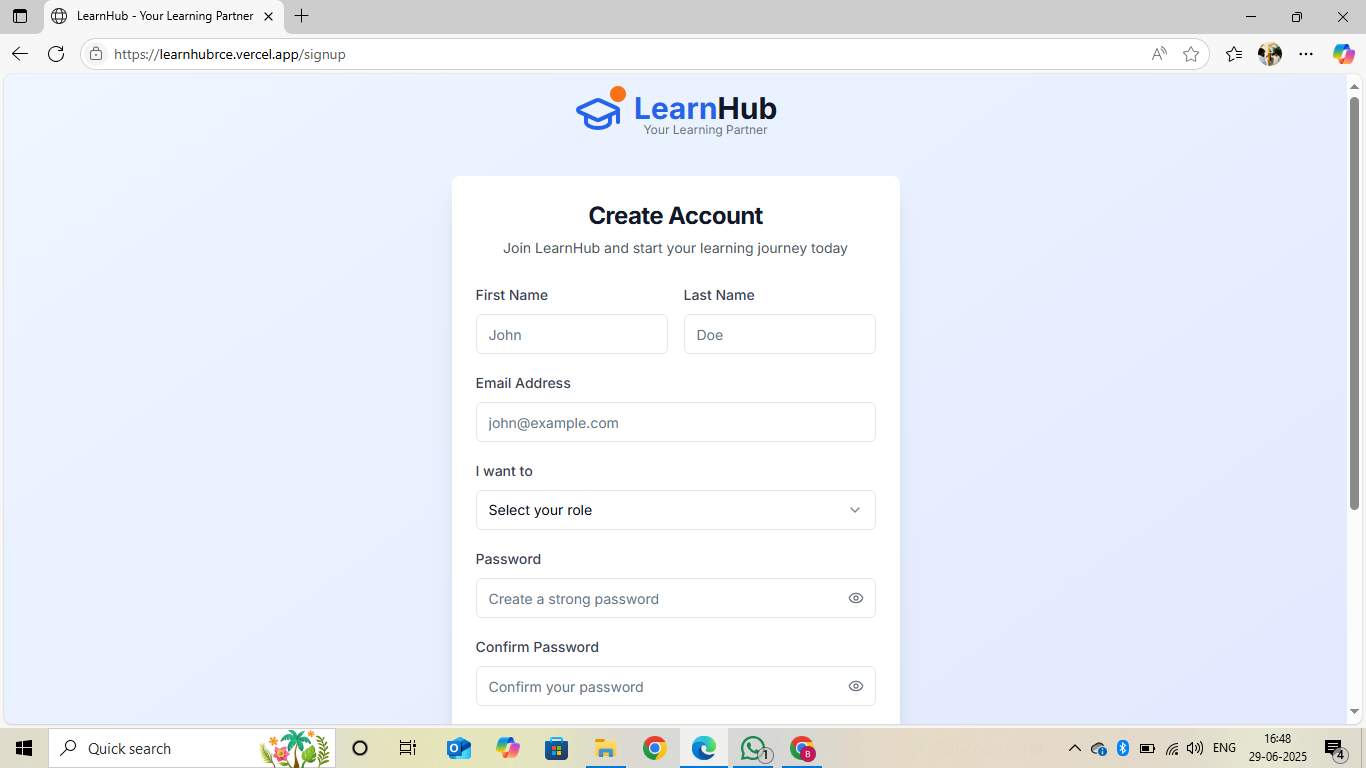 LearnHub - Your Learning Partner
https://learnhubrce.vercel.app/signup
LearnHub
Your Learning Partner
Create Account
Join LearnHub and start your learning journey today
First Name Last Name
John Doe
Email Address
john@example.com
I want to
Select your role
Password
Create a strong password
Confirm Password
Confirm your password
Quick search
1
B
ENG
16:48
29-06-2025
4